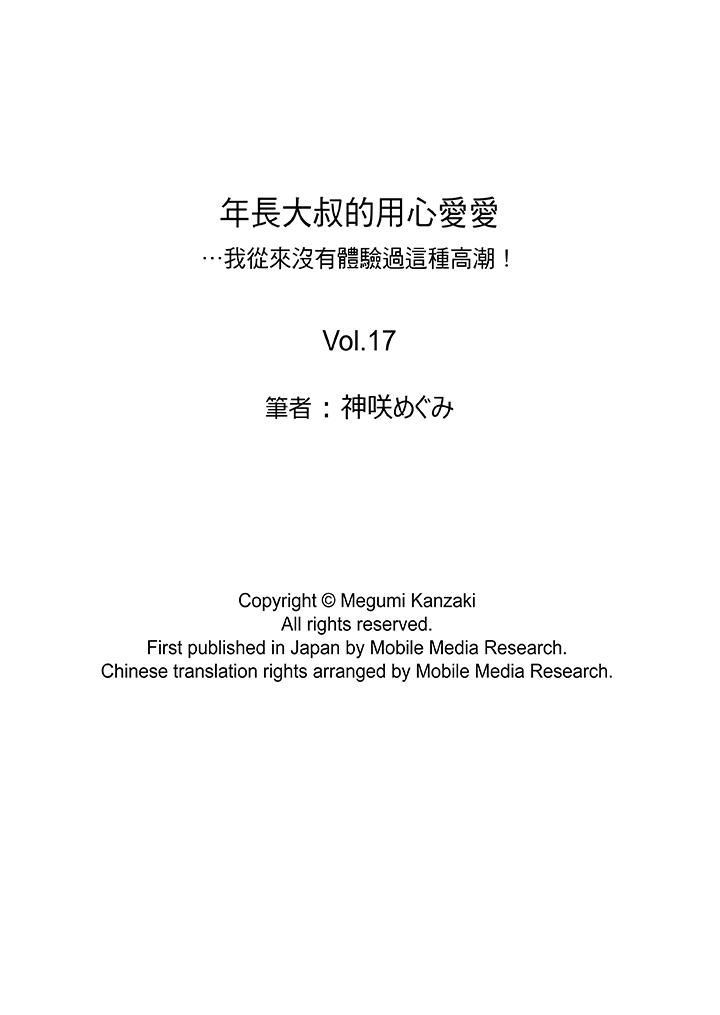 年長大叔的用心愛愛
…我從來沒有體驗過這種高潮！
Vol.17
筆者：神咲めぐみ
Copyright © Megumi Kanzaki
All rights reserved.
First published in Japan by Mobile Media Research.
Chinese translation rights arranged by Mobile Media Research.